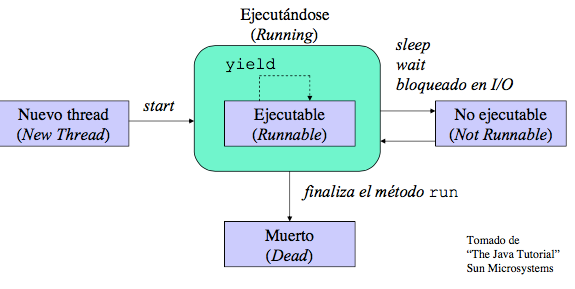 Ejecutándose
(Running)
sleep
wait
bloqueado en I/O
yield
Nuevo thread
(New Thread)
start
Ejecutable
(Runnable)
No ejecutable
(Not Runnable)
finaliza el método run
Muerto
(Dead)
Tomado de
“The Java Tutorial”
Sun Microsystems